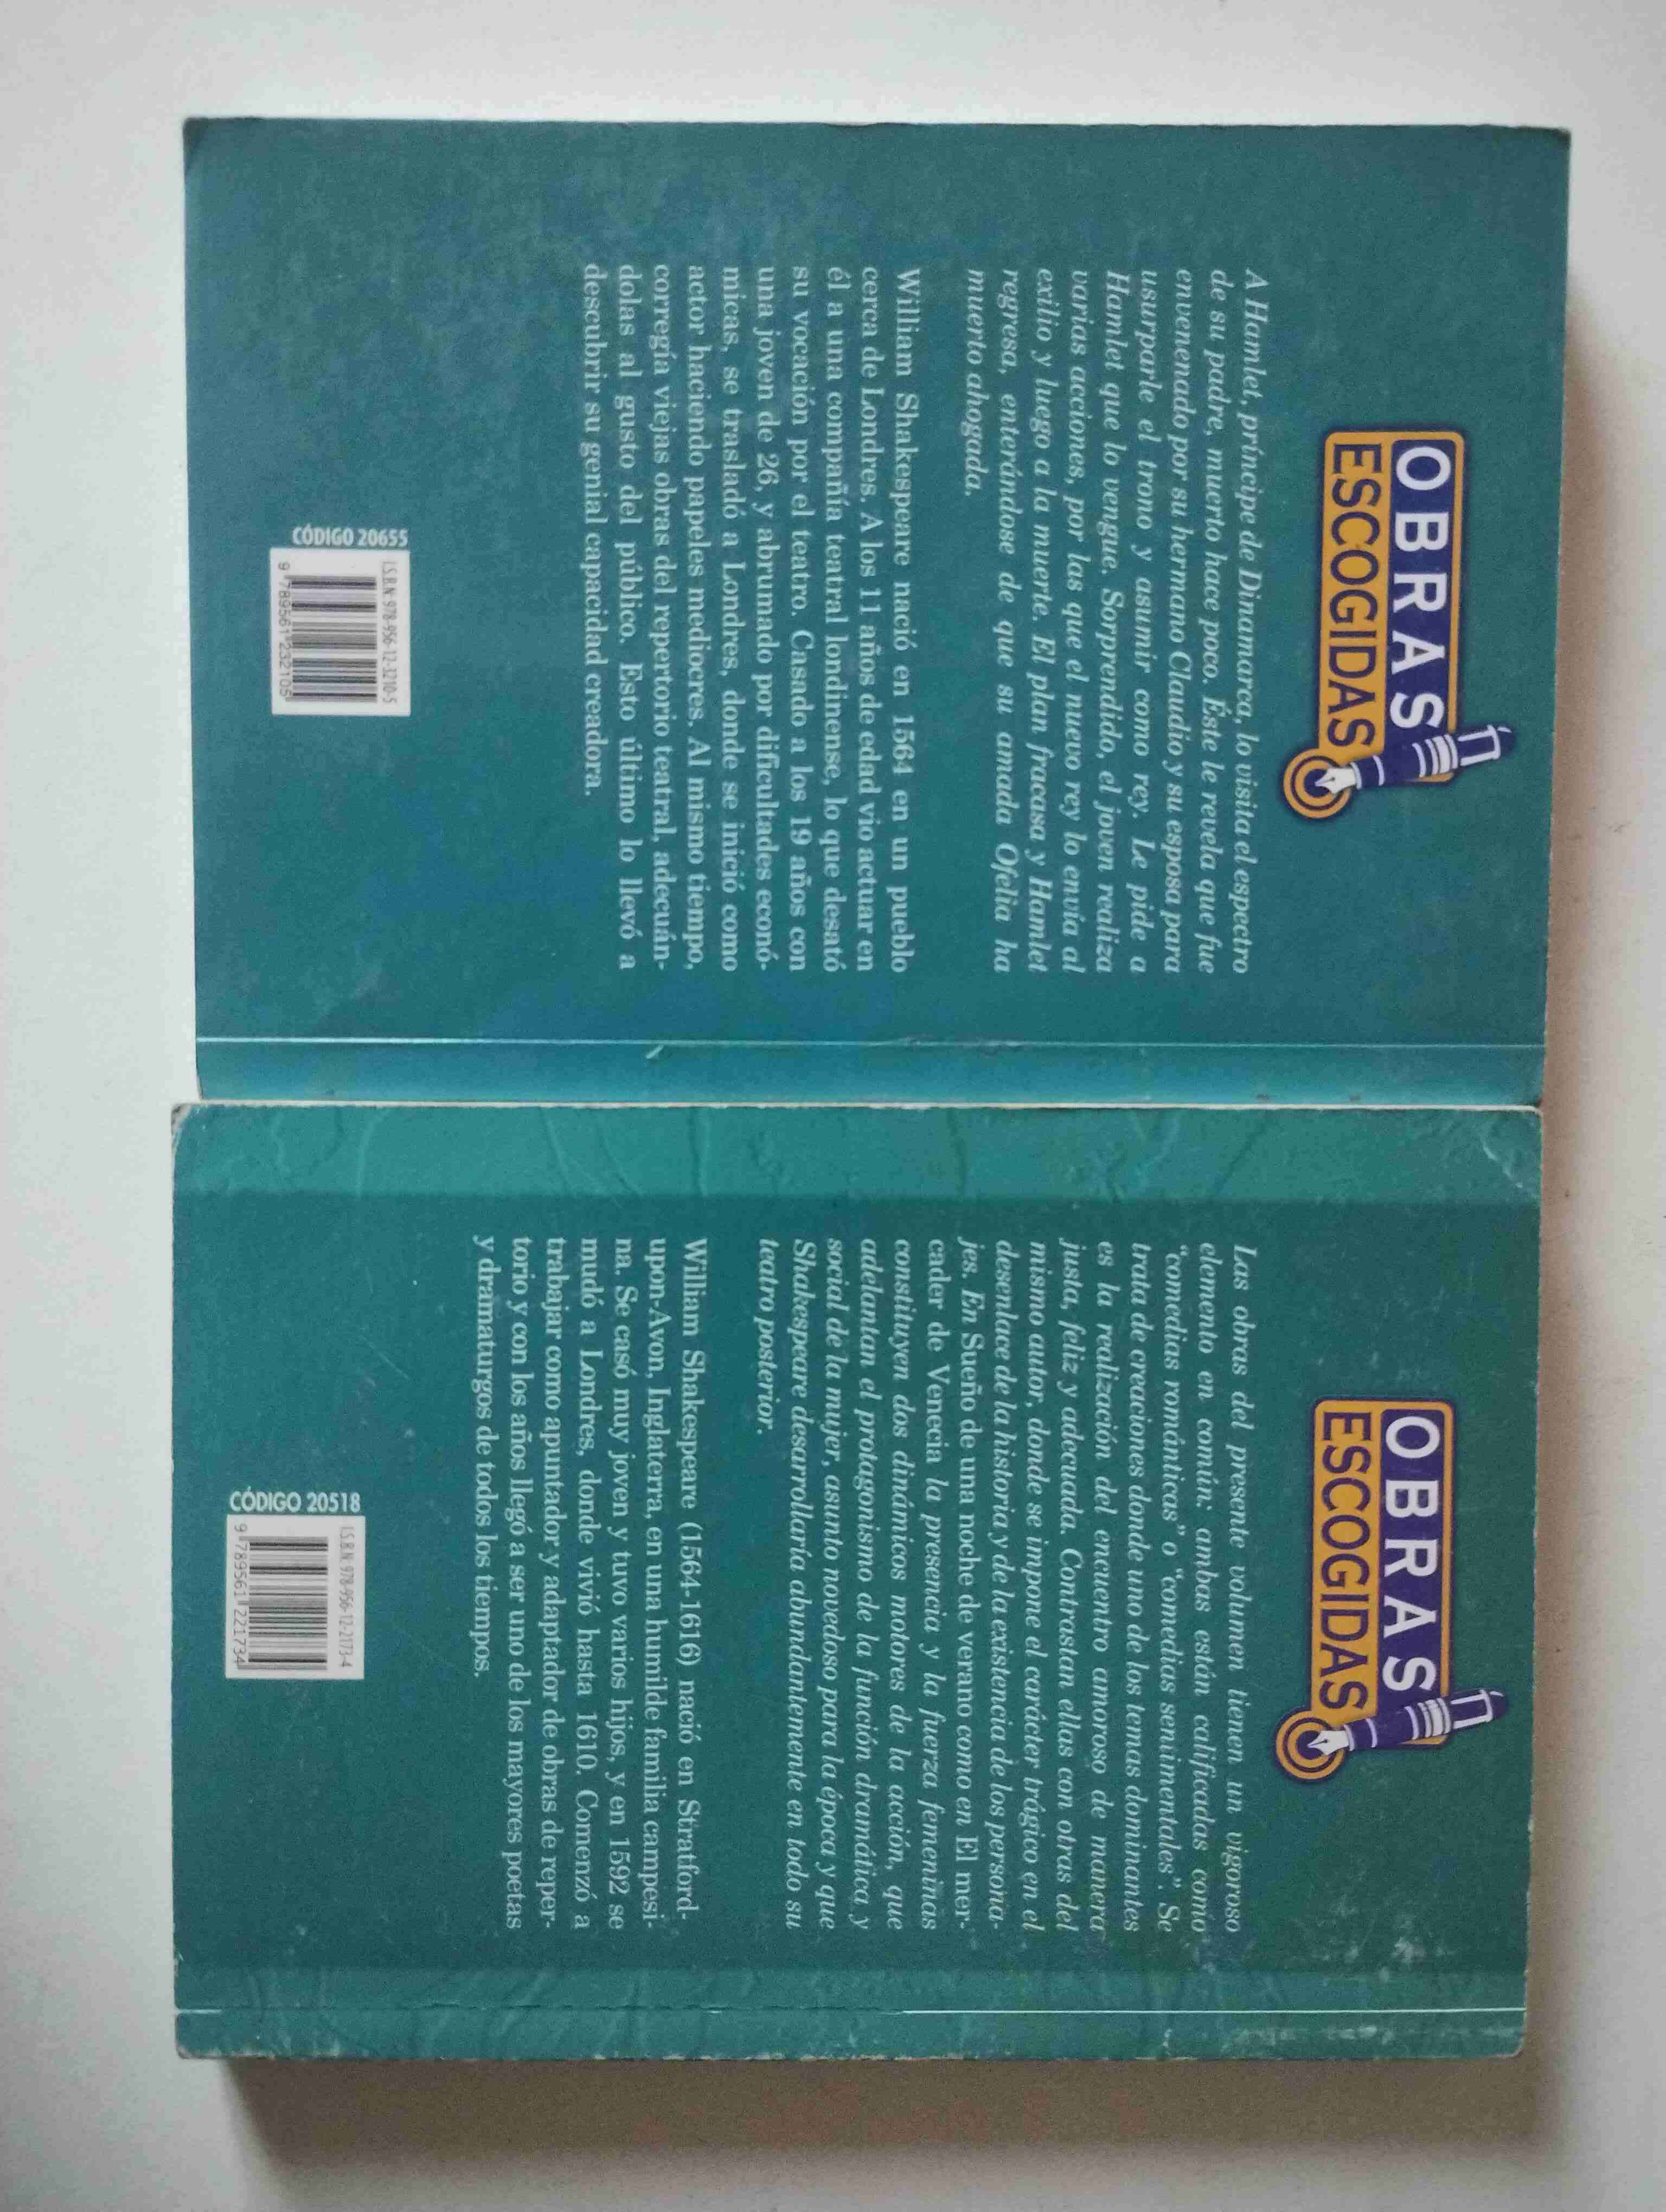 OBRAS
ESCOGIDAS
A Hamlet, príncipe de Dinamarca, lo visita el espectro
de su padre, muerto hace poco. Éste le revela que fue
envenenado por su hermano Claudio y su esposa para
usurparle el trono y asumir como rey. Le pide a
Hamlet que lo vengue. Sorprendido, el joven realiza
varias acciones, por las que el nuevo rey lo envía al
exilio y luego a la muerte. El plan fracasa y Hamlet
regresa, enterándose de que su amada Ofelia ha
muerto ahogada.
William Shakespeare nació en 1564 en un pueblo
cerca de Londres. A los 11 años de edad vio actuar en
él a una compañía teatral londinense, lo que desató
su vocación por el teatro. Casado a los 19 años con
una joven de 26, y abrumado por dificultades econó-
micas, se trasladó a Londres, donde se inició como
actor haciendo papeles mediocres. Al mismo tiempo,
corregía viejas obras del repertorio teatral, adecuán-
dolas al gusto del público. Esto último lo llevó a
descubrir su genial capacidad creadora.
CÓDIGO 20655
I.S.B.N 978-956-12-3210-5
9 789561 232105
OBRAS
ESCOGIDAS
Las obras del presente volumen tienen un vigoroso
elemento en común: ambas están calificadas como
“comedias románticas” o “comedias sentimentales”. Se
trata de creaciones donde uno de los temas dominantes
es la realización del encuentro amoroso de manera
justa, feliz y adecuada. Contrastan ellas con otras del
mismo autor, donde se impone el carácter trágico en el
desenlace de la historia y de la existencia de los persona-
jes. En Sueño de una noche de verano como en El mer-
cader de Venecia la presencia y la fuerza femeninas
constituyen dos dinámicos motores de la acción, que
adelantan el protagonismo de la función dramática y
social de la mujer, asunto novedoso para la época y que
Shakespeare desarrollaría abundantemente en todo su
teatro posterior.
William Shakespeare (1564-1616) nació en Stratford-
upon-Avon, Inglaterra, en una humilde familia campesi-
na. Se casó muy joven y tuvo varios hijos, y en 1592 se
mudó a Londres, donde vivió hasta 1610. Comenzó a
trabajar como apuntador y adaptador de obras de reper-
torio y con los años llegó a ser uno de los mayores poetas
y dramaturgos de todos los tiempos.
CÓDIGO 20518
I.S.B.N 978-956-12-2173-4
9 789561 221734